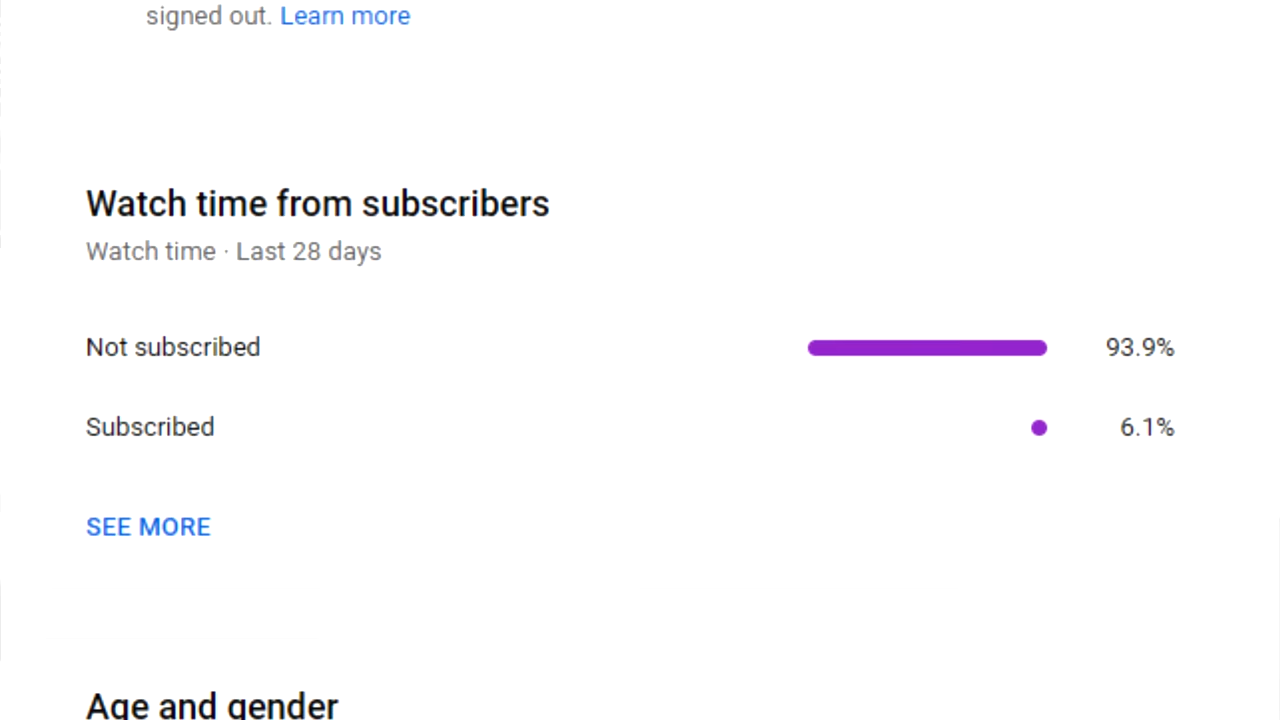 signed out. Learn more
Watch time from subscribers
Watch time · Last 28 days
Not subscribed 93.9%
Subscribed 6.1%
SEE MORE
Age and gender